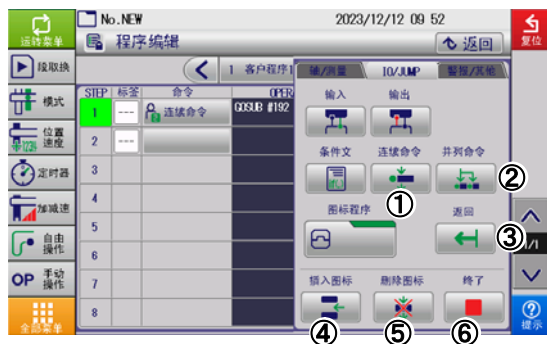 No.NEW 2023/12/12 09 52
运转菜单 程序编辑 返回 复位
段取换 1 客户程序1 轴/测量 IO/JUMP 警报/其他
模式
STEP 标签 命令 OPER
1 --- 连续命令 GOSUB #192
2 ---
3
4
5
6
7
8
位置
速度
定时器
加减速
自由
操作
OP 手动
操作
全部菜单
输入 输出
条件文 连续命令 并列命令
① ②
图标程序 返回
③
插入图标 删除图标 终了
④ ⑤ ⑥
1/1
提示